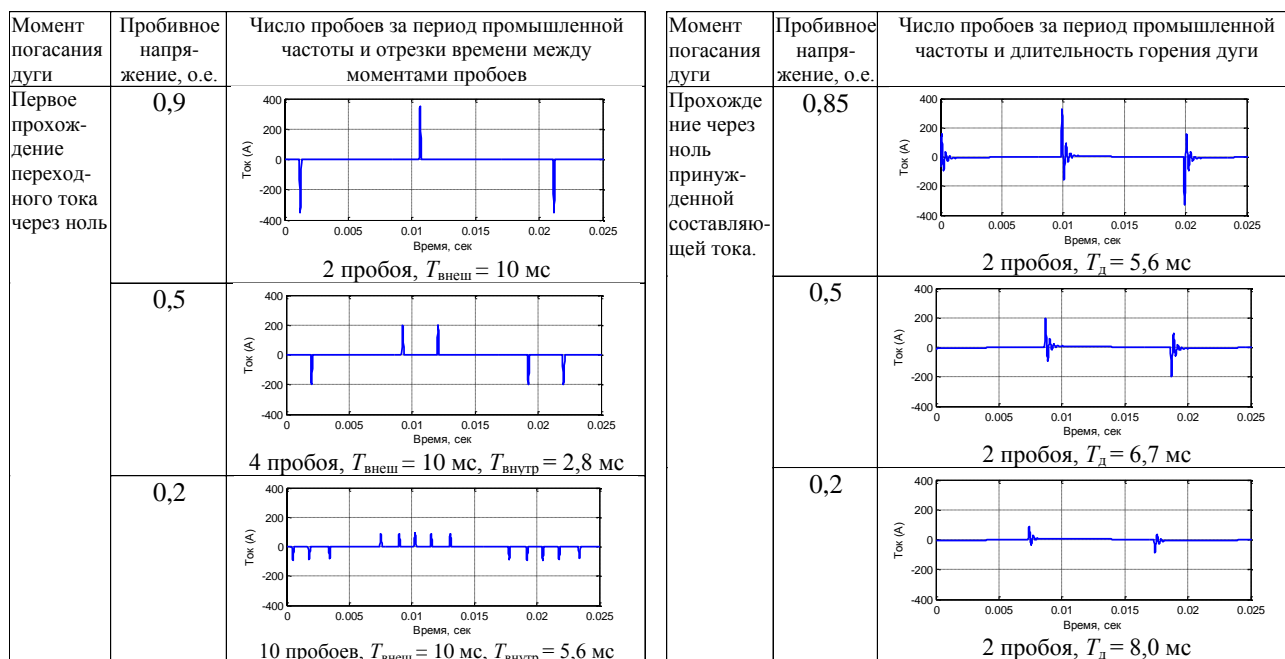 Момент
погасания
дуги
Пробивное
напря-
жение, о.е.
Число пробоев за период промышленной
частоты и отрезки времени между
моментами пробоев
Первое
прохож-
дение
переход-
ного тока
через ноль
0,9
400
200
0
-200
-400
Ток (А)
0 0.005 0.01 0.015 0.02 0.025
Время, сек
2 пробоя, Tвнеш = 10 мс
0,5
400
200
0
-200
-400
Ток (А)
0 0.005 0.01 0.015 0.02 0.025
Время, сек
4 пробоя, Tвнеш = 10 мс, Tвнутр = 2,8 мс
0,2
400
200
0
-200
-400
Ток (А)
0 0.005 0.01 0.015 0.02 0.025
Время, сек
10 пробоев, Tвнеш = 10 мс, Tвнутр = 5,6 мс
Момент
погасания
дуги
Пробивное
напря-
жение, о.е.
Число пробоев за период промышленной
частоты и длительность горения дуги
Прохожде
ние через
ноль
принуж-
денной
составляю-
щей тока.
0,85
400
200
0
-200
-400
Ток (А)
0 0.005 0.01 0.015 0.02 0.025
Время, сек
2 пробоя, Tд = 5,6 мс
0,5
400
200
0
-200
-400
Ток (А)
0 0.005 0.01 0.015 0.02 0.025
Время, сек
2 пробоя, Tд = 6,7 мс
0,2
400
200
0
-200
-400
Ток (А)
0 0.005 0.01 0.015 0.02 0.025
Время, сек
2 пробоя, Tд = 8,0 мс